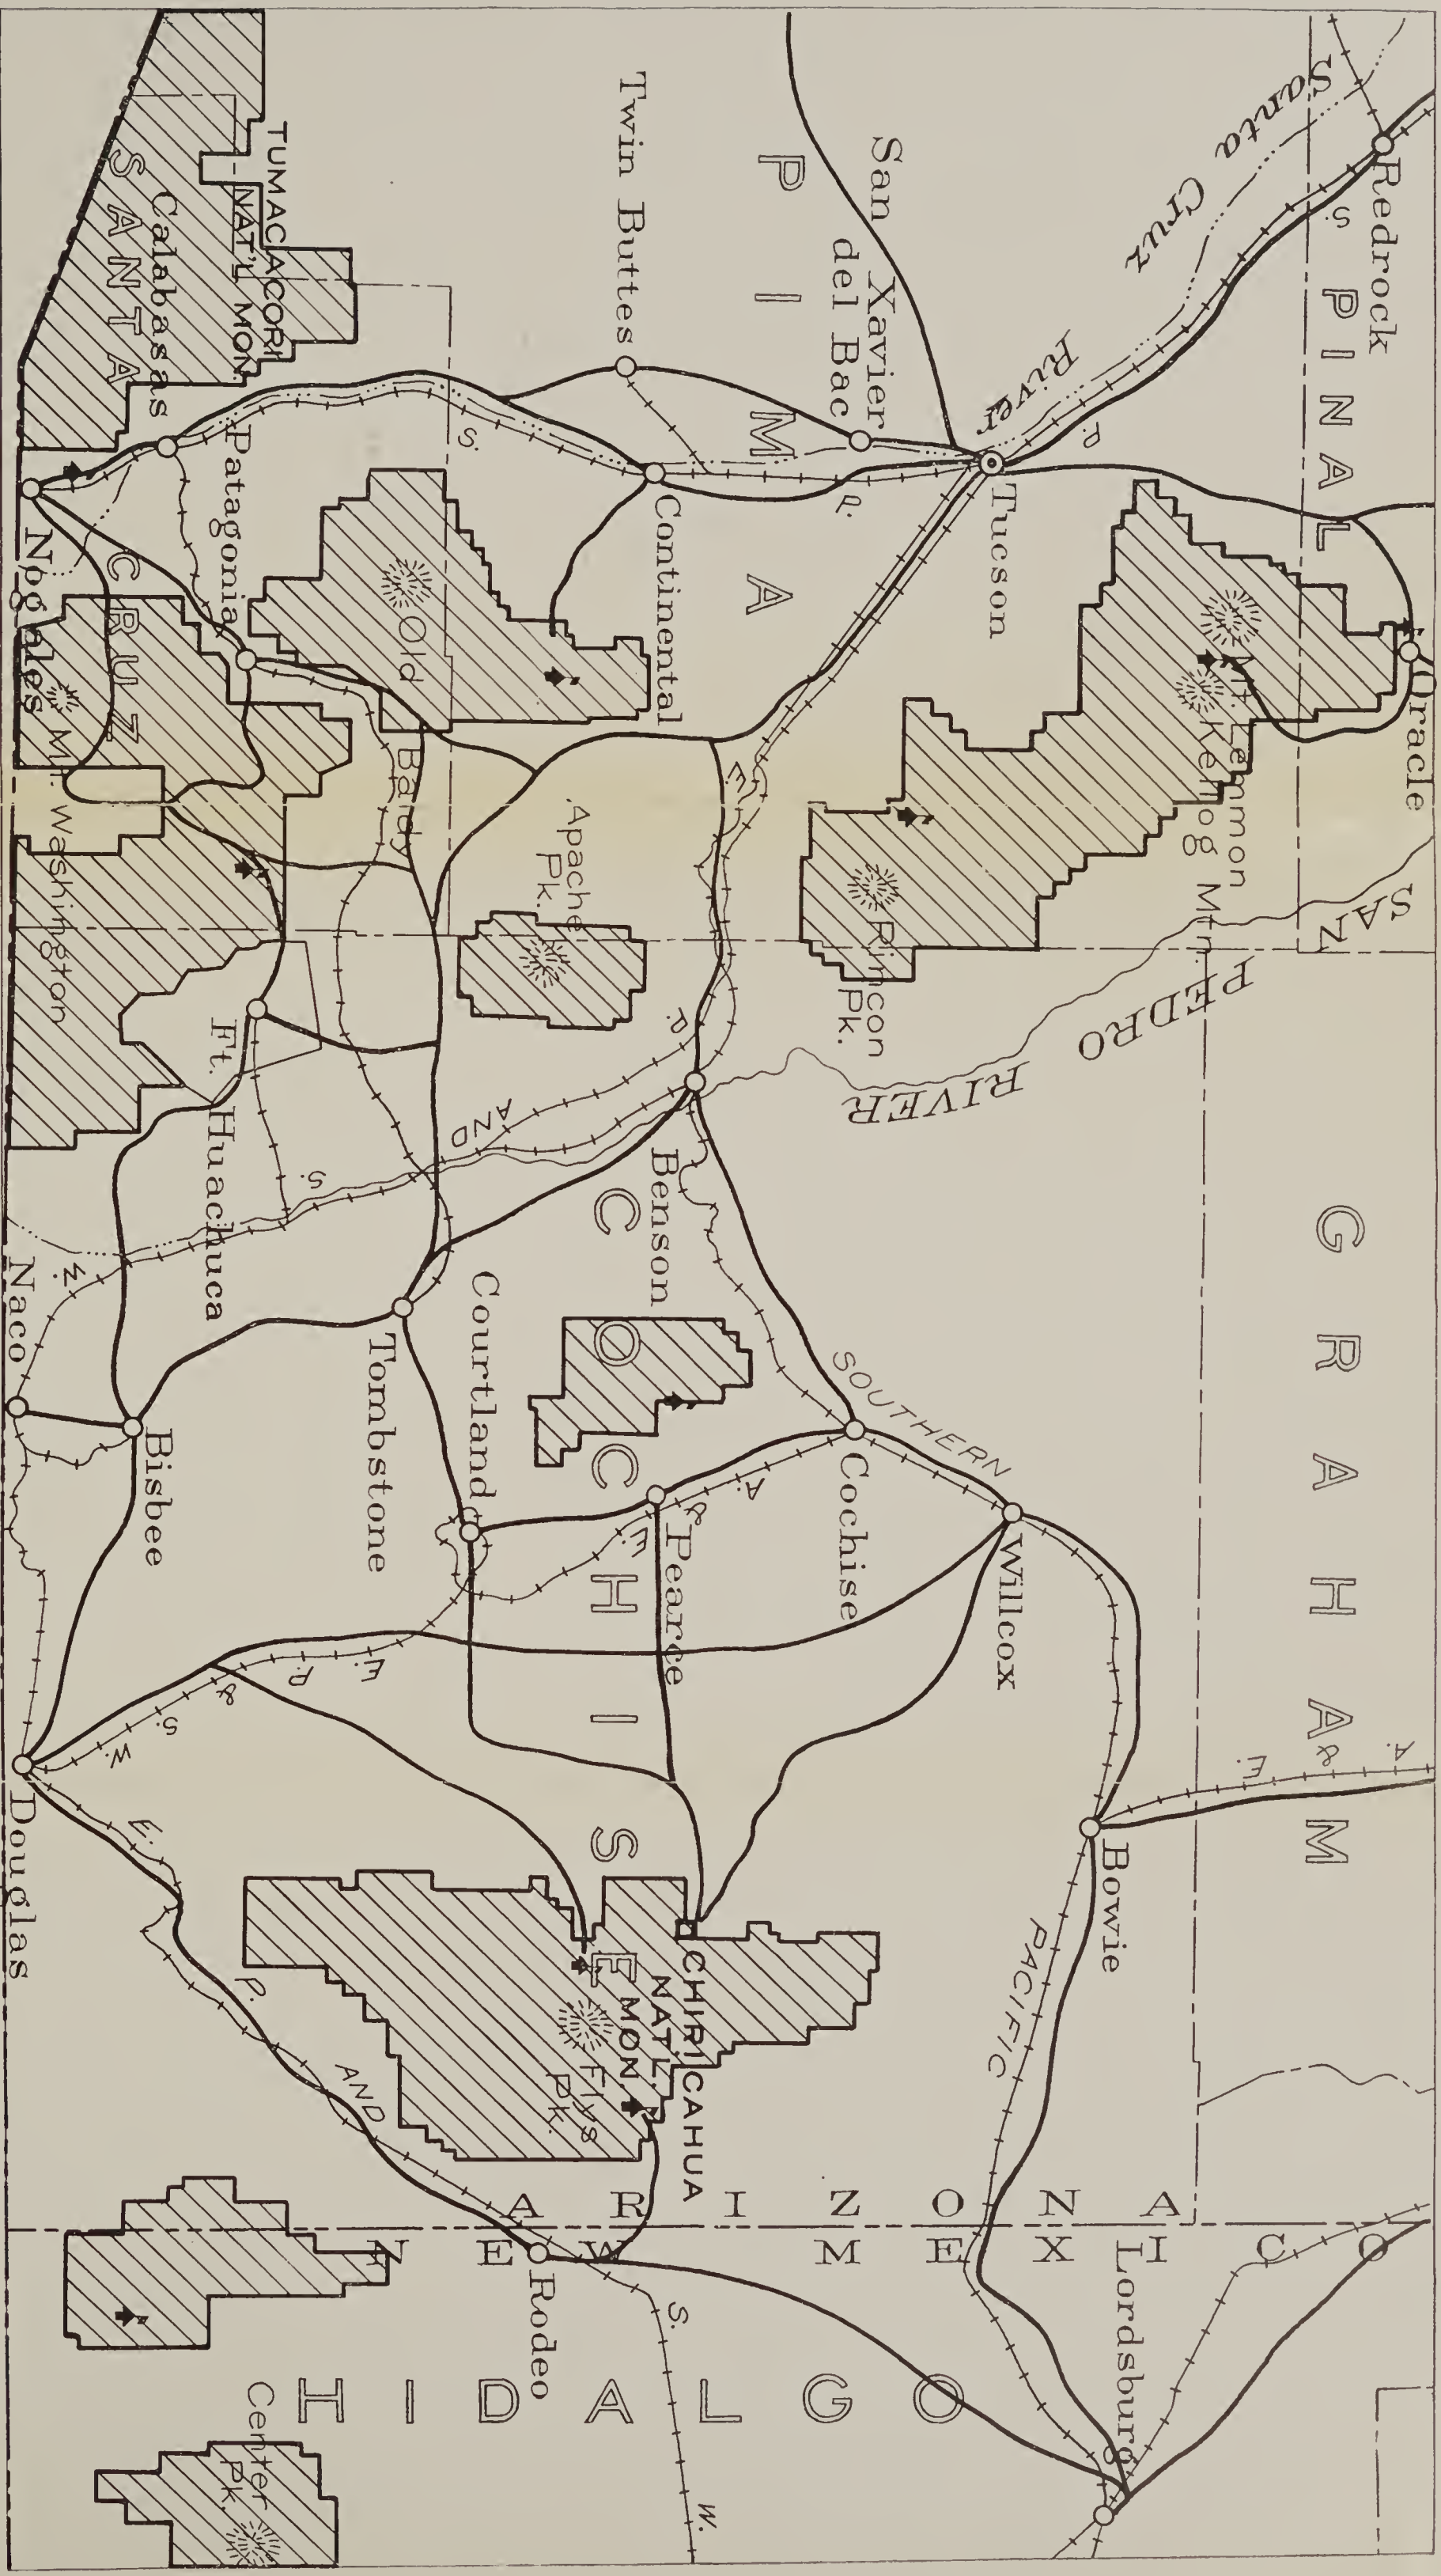 Redrock
PINAL
Oracle
SAN
PEDRO
RIVER
GRAHAM
A.
&
E.
Santa
Cruz
River
S.
P.
Mt. Lemmon
Kellog Mtn.
Rincon
Pk.
Tucson
San
Xavier
del Bac
PIMA
Twin Buttes
Continental
R.
S.
TUMACACORI
NAT'L MON.
Calabasas
SANTA
CRUZ
Patagonia
Nogales
Old
Baldy
Mt. Washington
Apache
Pk.
E.
P.
AND
S.
W.
Benson
Ft. Huachuca
Naco
Bisbee
Tombstone
Courtland
COCHISE
Pearce
Cochise
SOUTHERN
Willcox
A.
&
E.
E.
P.
&
S.
W.
Douglas
Bowie
PACIFIC
CHIRICAHUA
NAT'L.
MON.
Flys
Pk.
E.
P.
AND
S.
W.
ARIZONA
NEW MEXICO
Rodeo
Lordsburg
HIDALGO
Center
Pk.